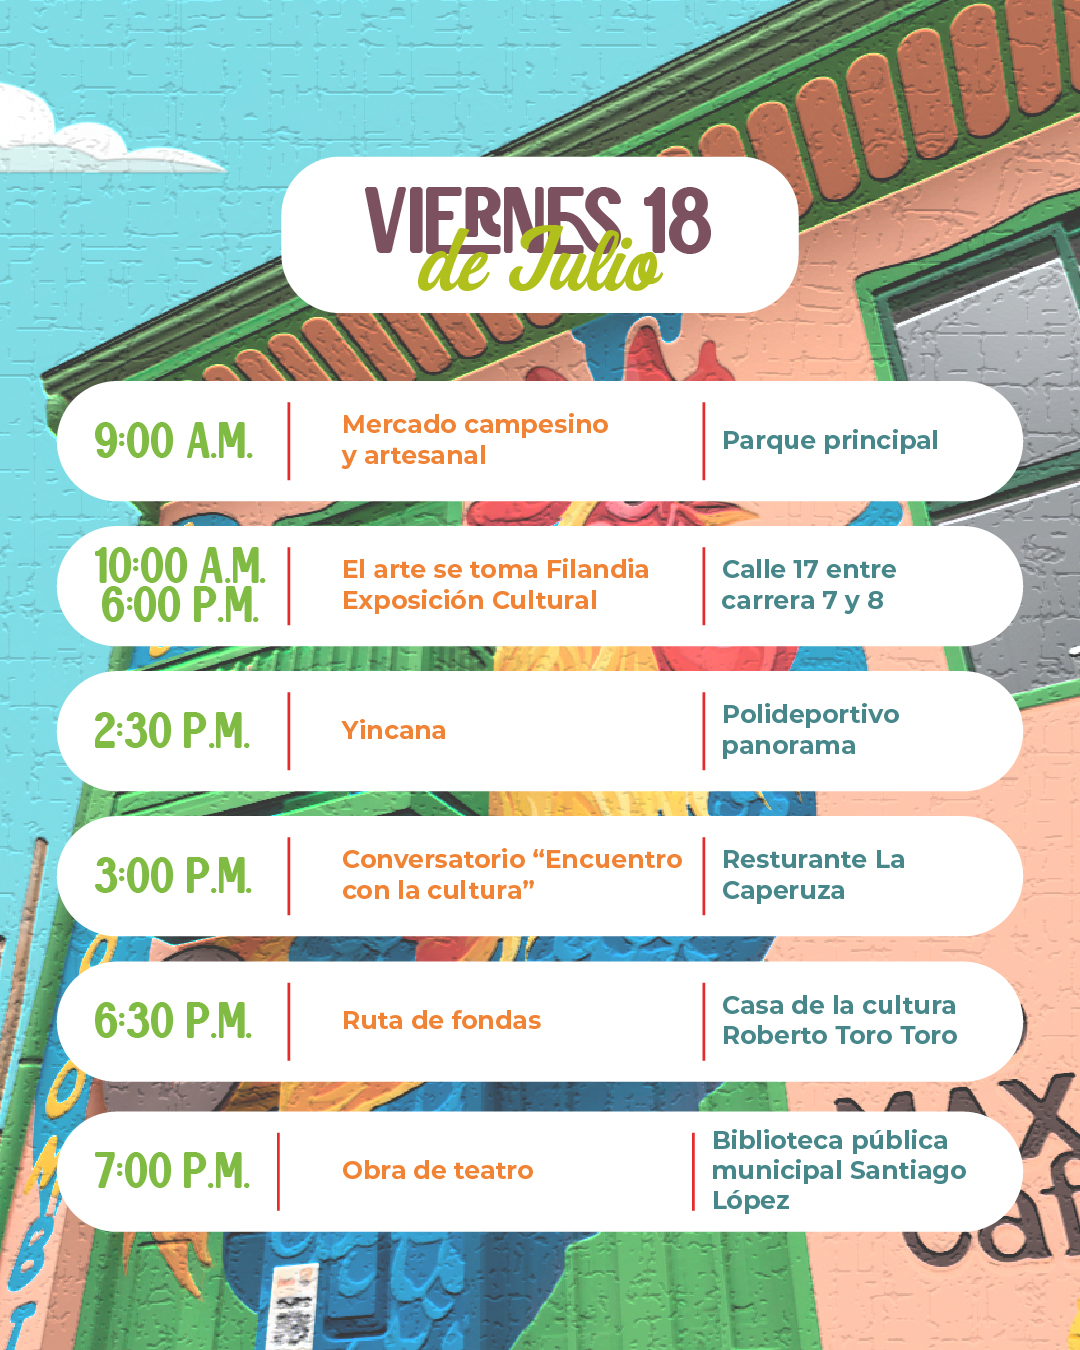 VIERNES 18
de Julio
9:00 A.M.
Mercado campesino
y artesanal
Parque principal
10:00 A.M.
6:00 P.M.
El arte se toma Filandia
Exposición Cultural
Calle 17 entre
carrera 7 y 8
2:30 P.M.
Yincana
Polideportivo
panorama
3:00 P.M.
Conversatorio “Encuentro
con la cultura”
Resturante La
Caperuza
6:30 P.M.
Ruta de fondas
Casa de la cultura
Roberto Toro Toro
7:00 P.M.
Obra de teatro
Biblioteca pública
municipal Santiago
López